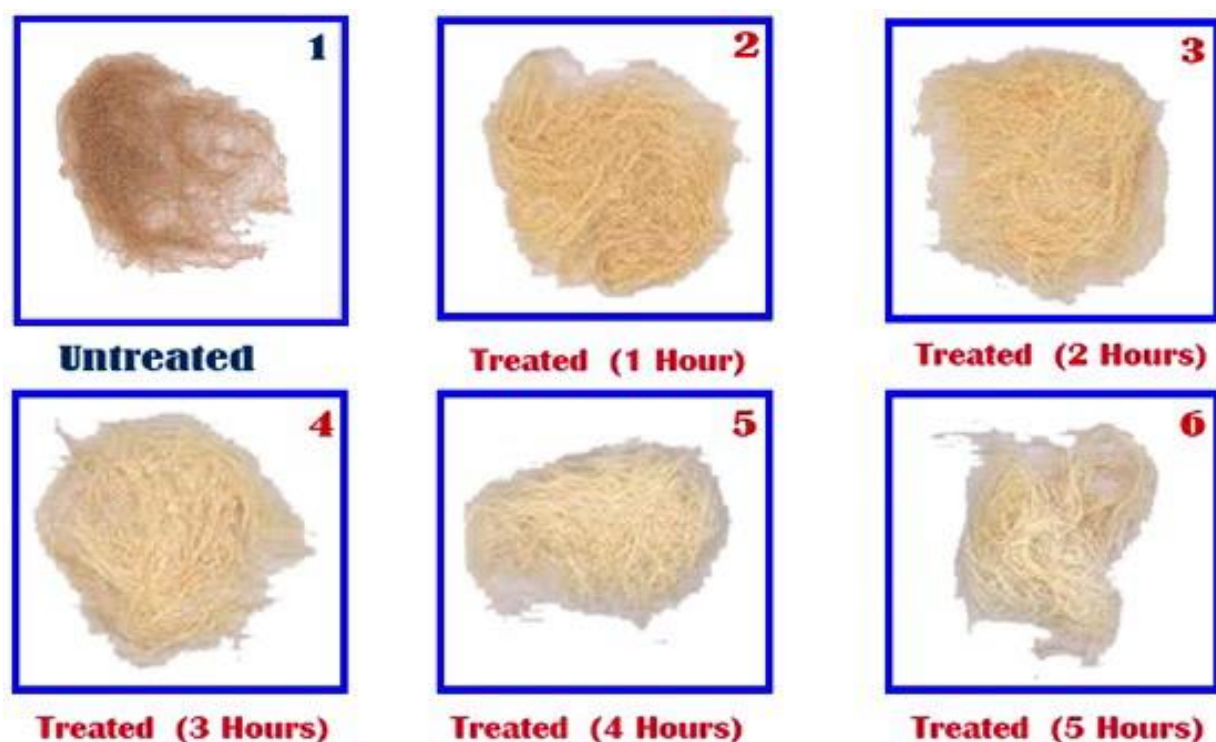 1
2
3
Untreated
Treated (1 Hour)
Treated (2 Hours)
4
5
6
Treated (3 Hours)
Treated (4 Hours)
Treated (5 Hours)